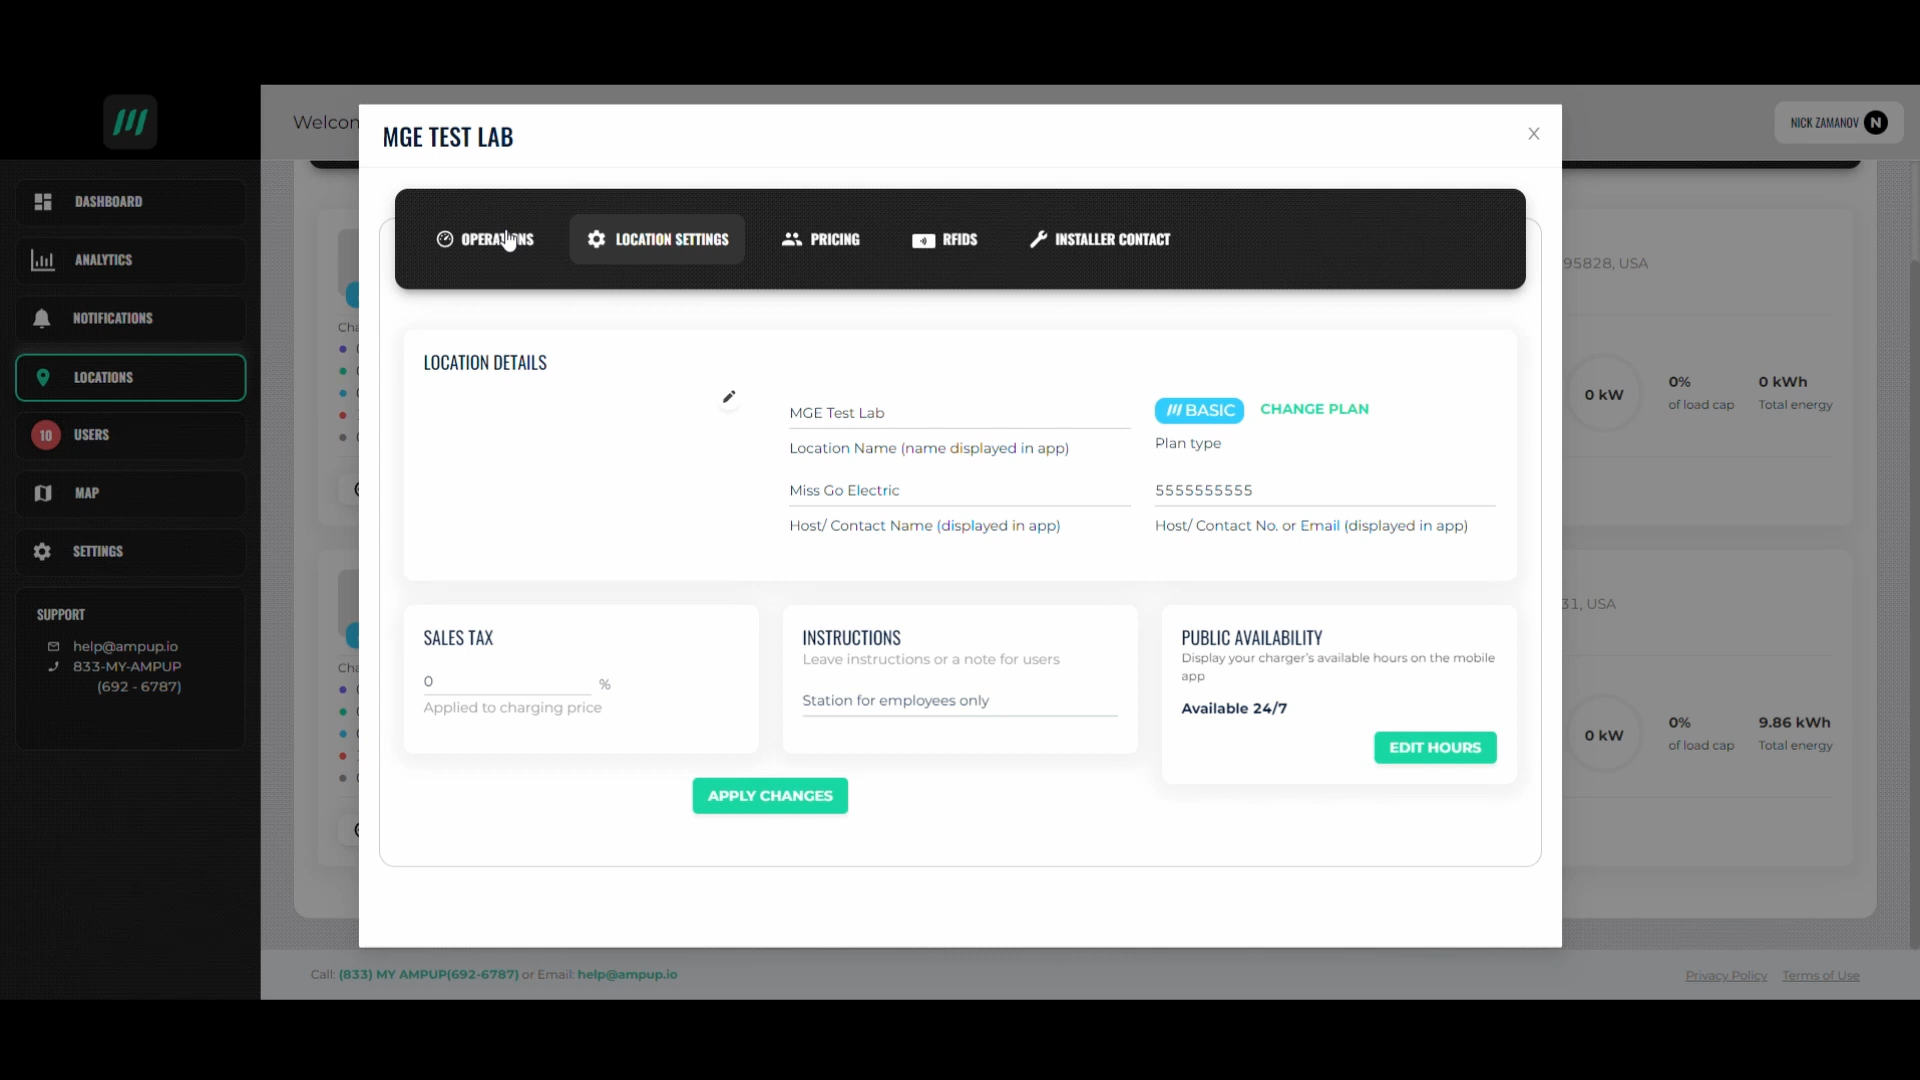 Welcom
NICK ZAMANOV N
DASHBOARD
ANALYTICS
NOTIFICATIONS
LOCATIONS
10 USERS
MAP
SETTINGS
SUPPORT
help@ampup.io
833-MY-AMPUP
(692 - 6787)
MGE TEST LAB
OPERATIONS LOCATION SETTINGS PRICING RFIDS INSTALLER CONTACT
LOCATION DETAILS
MGE Test Lab
Location Name (name displayed in app)
BASIC CHANGE PLAN
Plan type
Miss Go Electric
Host/ Contact Name (displayed in app)
5555555555
Host/ Contact No. or Email (displayed in app)
SALES TAX
0 %
Applied to charging price
INSTRUCTIONS
Leave instructions or a note for users
Station for employees only
PUBLIC AVAILABILITY
Display your charger's available hours on the mobile
app
Available 24/7
EDIT HOURS
APPLY CHANGES
Cha
Cha
95828, USA
0 kW
0%
of load cap
0 kWh
Total energy
31, USA
0 kW
0%
of load cap
9.86 kWh
Total energy
Call: (833) MY AMPUP(692-6787) or Email: help@ampup.io
Privacy Policy Terms of Use